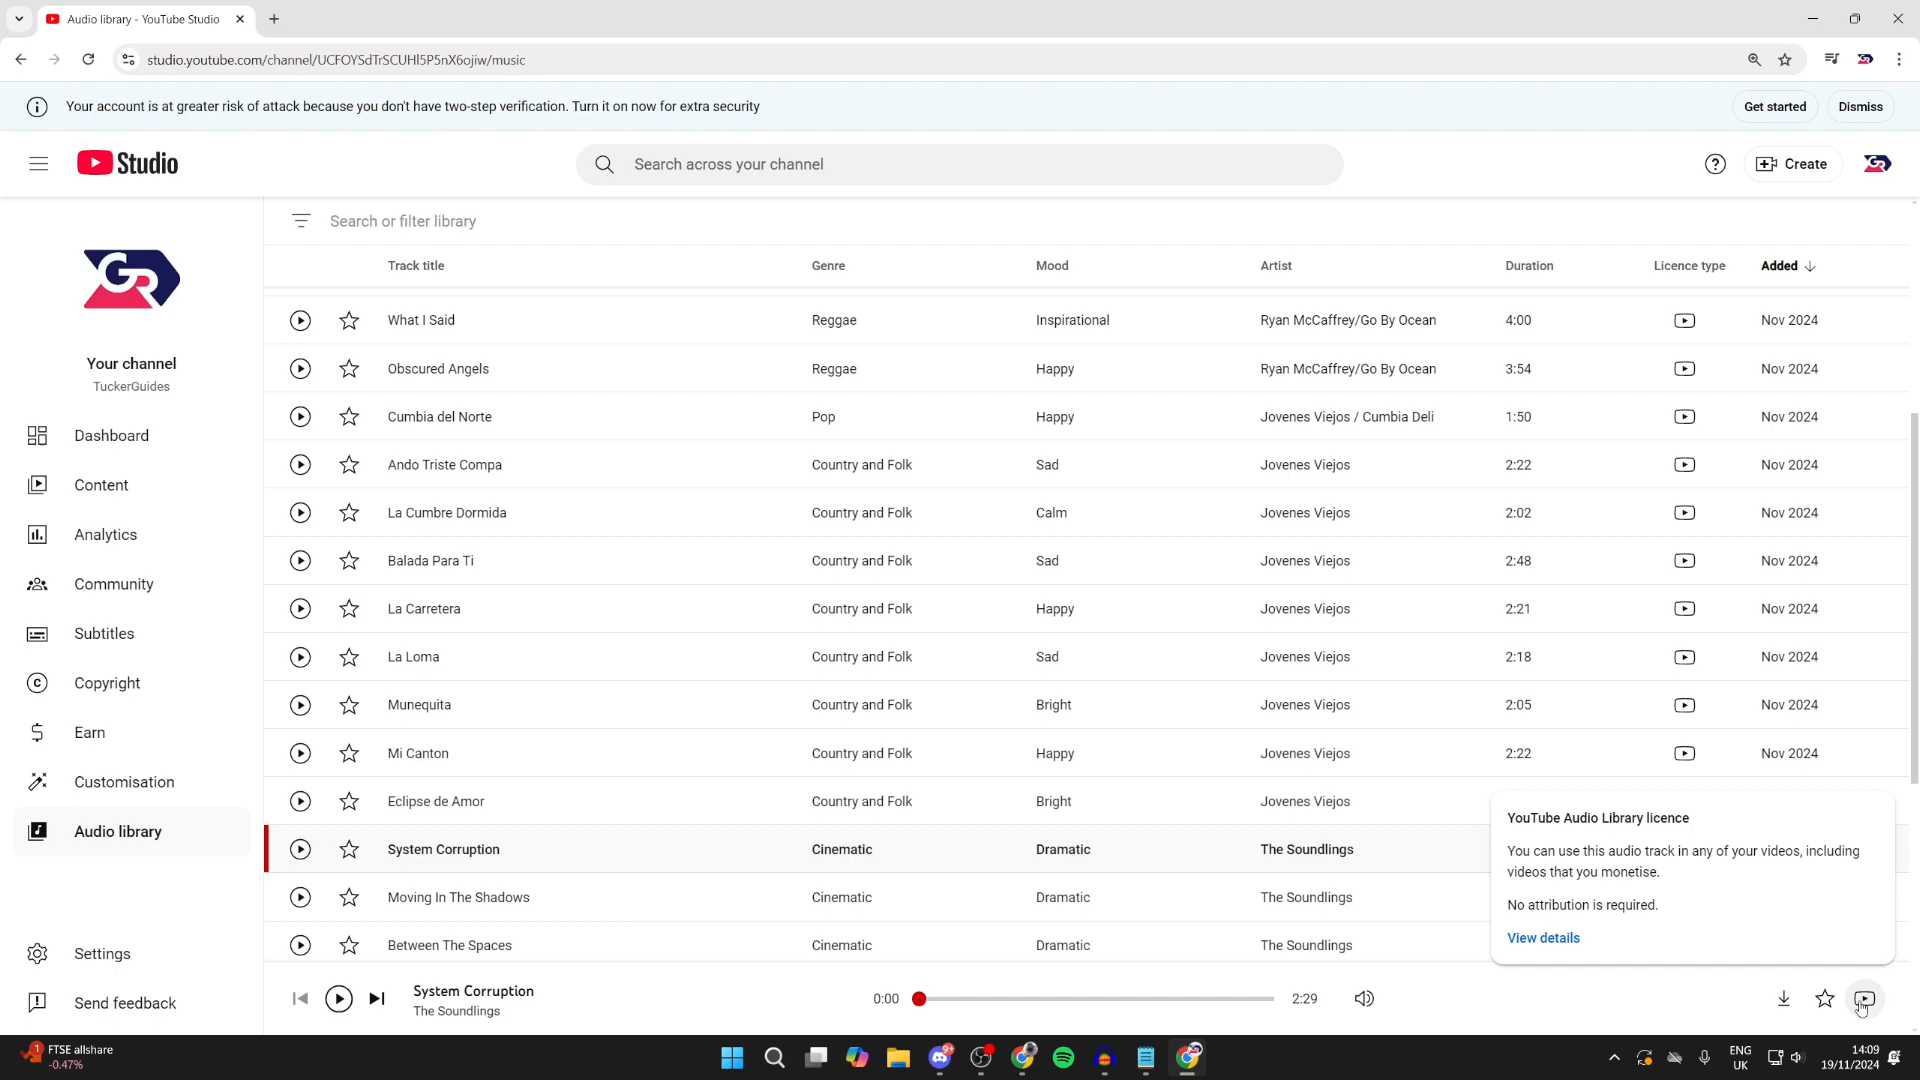 Audio library - YouTube Studio
studio.youtube.com/channel/UCFOYSdTrSCUHl5P5nX6ojiw/music
Your account is at greater risk of attack because you don't have two-step verification. Turn it on now for extra security
Get started
Dismiss
Studio
Search across your channel
Create
GR
Your channel
TuckerGuides
Dashboard
Content
Analytics
Community
Subtitles
Copyright
Earn
Customisation
Audio library
Settings
Send feedback
Search or filter library
Track title Genre Mood Artist Duration Licence type Added
What I Said Reggae Inspirational Ryan McCaffrey/Go By Ocean 4:00 Nov 2024
Obscured Angels Reggae Happy Ryan McCaffrey/Go By Ocean 3:54 Nov 2024
Cumbia del Norte Pop Happy Jovenes Viejos / Cumbia Deli 1:50 Nov 2024
Ando Triste Compa Country and Folk Sad Jovenes Viejos 2:22 Nov 2024
La Cumbre Dormida Country and Folk Calm Jovenes Viejos 2:02 Nov 2024
Balada Para Ti Country and Folk Sad Jovenes Viejos 2:48 Nov 2024
La Carretera Country and Folk Happy Jovenes Viejos 2:21 Nov 2024
La Loma Country and Folk Sad Jovenes Viejos 2:18 Nov 2024
Munequita Country and Folk Bright Jovenes Viejos 2:05 Nov 2024
Mi Canton Country and Folk Happy Jovenes Viejos 2:22 Nov 2024
Eclipse de Amor Country and Folk Bright Jovenes Viejos
System Corruption Cinematic Dramatic The Soundlings
Moving In The Shadows Cinematic Dramatic The Soundlings
Between The Spaces Cinematic Dramatic The Soundlings
YouTube Audio Library licence
You can use this audio track in any of your videos, including
videos that you monetise.
No attribution is required.
View details
System Corruption
The Soundlings
0:00
2:29
1
FTSE allshare
-0.47%
9+
ENG
UK
14:09
19/11/2024